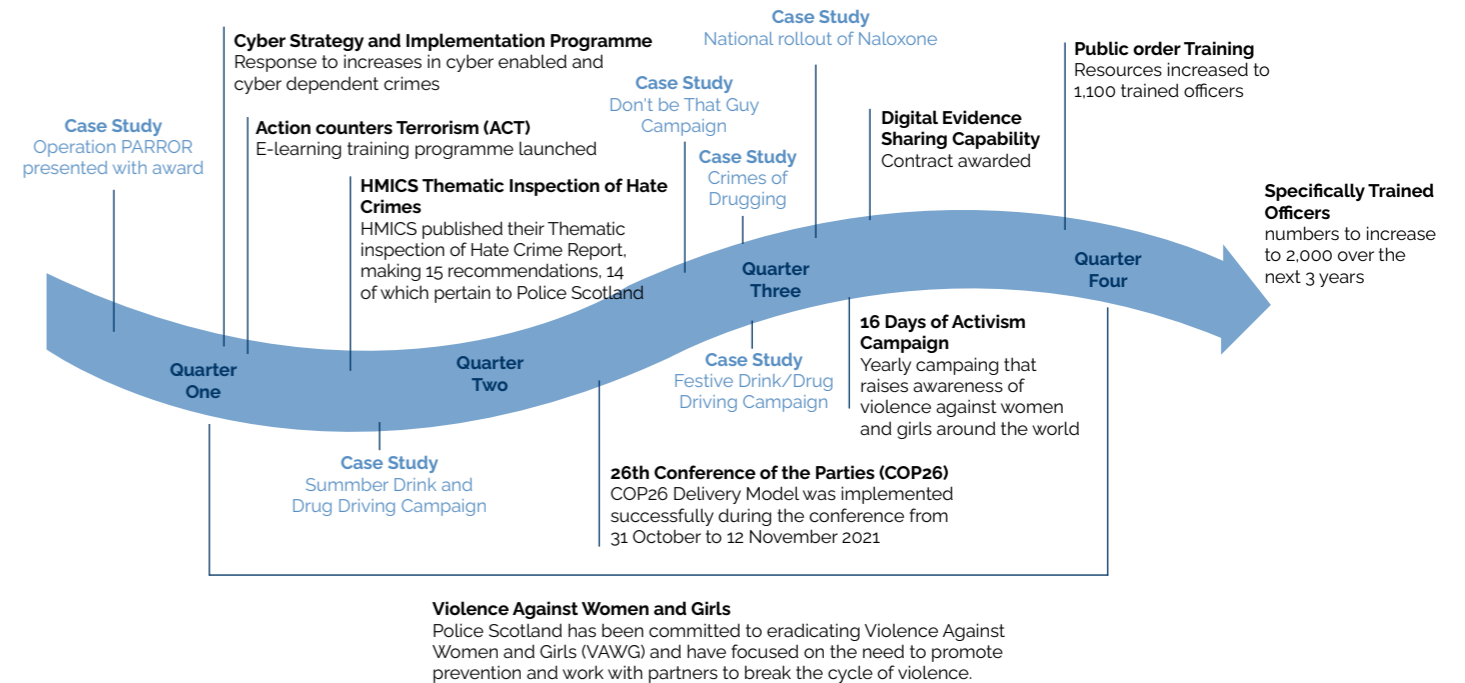 Case Study
Operation PARROR
presented with award
Cyber Strategy and Implementation Programme
Response to increases in cyber enabled and
cyber dependent crimes
Action counters Terrorism (ACT)
E-learning training programme launched
HMICS Thematic Inspection of Hate
Crimes
HMICS published their Thematic
inspection of Hate Crime Report,
making 15 recommendations, 14
of which pertain to Police Scotland
Case Study
Don't be That Guy
Campaign
Case Study
Crimes of
Drugging
Case Study
National rollout of Naloxone
Digital Evidence
Sharing Capability
Contract awarded
Public order Training
Resources increased to
1,100 trained officers
Specifically Trained
Officers
numbers to increase
to 2,000 over the
next 3 years
Quarter
One
Quarter
Two
Quarter
Three
Quarter
Four
Case Study
Summber Drink and
Drug Driving Campaign
26th Conference of the Parties (COP26)
COP26 Delivery Model was implemented
successfully during the conference from
31 October to 12 November 2021
Case Study
Festive Drink/Drug
Driving Campaign
16 Days of Activism
Campaign
Yearly campaing that
raises awareness of
violence against women
and girls around the world
Violence Against Women and Girls
Police Scotland has been committed to eradicating Violence Against
Women and Girls (VAWG) and have focused on the need to promote
prevention and work with partners to break the cycle of violence.